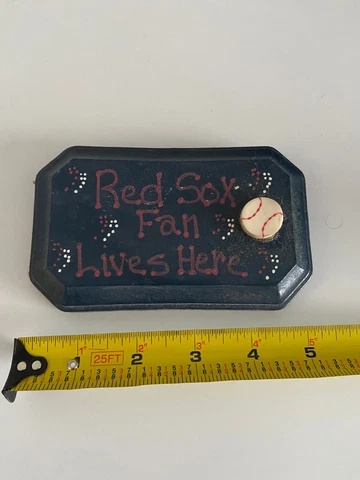 Red Sox
Fan
Lives Here
1" 25FT 2 3 4 5